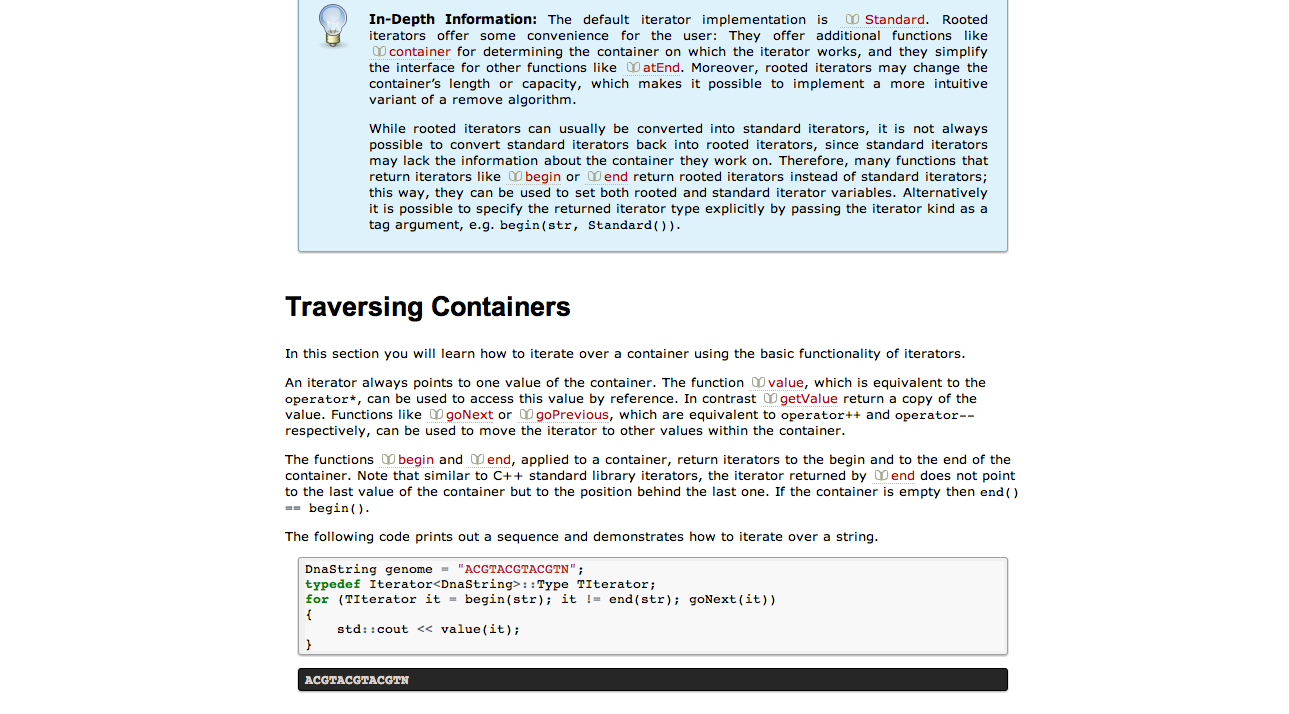 In-Depth Information: The default iterator implementation is Standard. Rooted
iterators offer some convenience for the user: They offer additional functions like
container for determining the container on which the iterator works, and they simplify
the interface for other functions like atEnd. Moreover, rooted iterators may change the
container's length or capacity, which makes it possible to implement a more intuitive
variant of a remove algorithm.
While rooted iterators can usually be converted into standard iterators, it is not always
possible to convert standard iterators back into rooted iterators, since standard iterators
may lack the information about the container they work on. Therefore, many functions that
return iterators like begin or end return rooted iterators instead of standard iterators;
this way, they can be used to set both rooted and standard iterator variables. Alternatively
it is possible to specify the returned iterator type explicitly by passing the iterator kind as a
tag argument, e.g. begin(str, Standard()).
Traversing Containers
In this section you will learn how to iterate over a container using the basic functionality of iterators.
An iterator always points to one value of the container. The function value, which is equivalent to the
operator*, can be used to access this value by reference. In contrast getValue return a copy of the
value. Functions like goNext or goPrevious, which are equivalent to operator++ and operator--
respectively, can be used to move the iterator to other values within the container.
The functions begin and end, applied to a container, return iterators to the begin and to the end of the
container. Note that similar to C++ standard library iterators, the iterator returned by end does not point
to the last value of the container but to the position behind the last one. If the container is empty then end()
== begin().
The following code prints out a sequence and demonstrates how to iterate over a string.
DnaString genome = "ACGTACGTACGTN";
typedef Iterator<DnaString>::Type TIterator;
for (TIterator it = begin(str); it != end(str); goNext(it))
{
    std::cout << value(it);
}
ACGTACGTACGTN